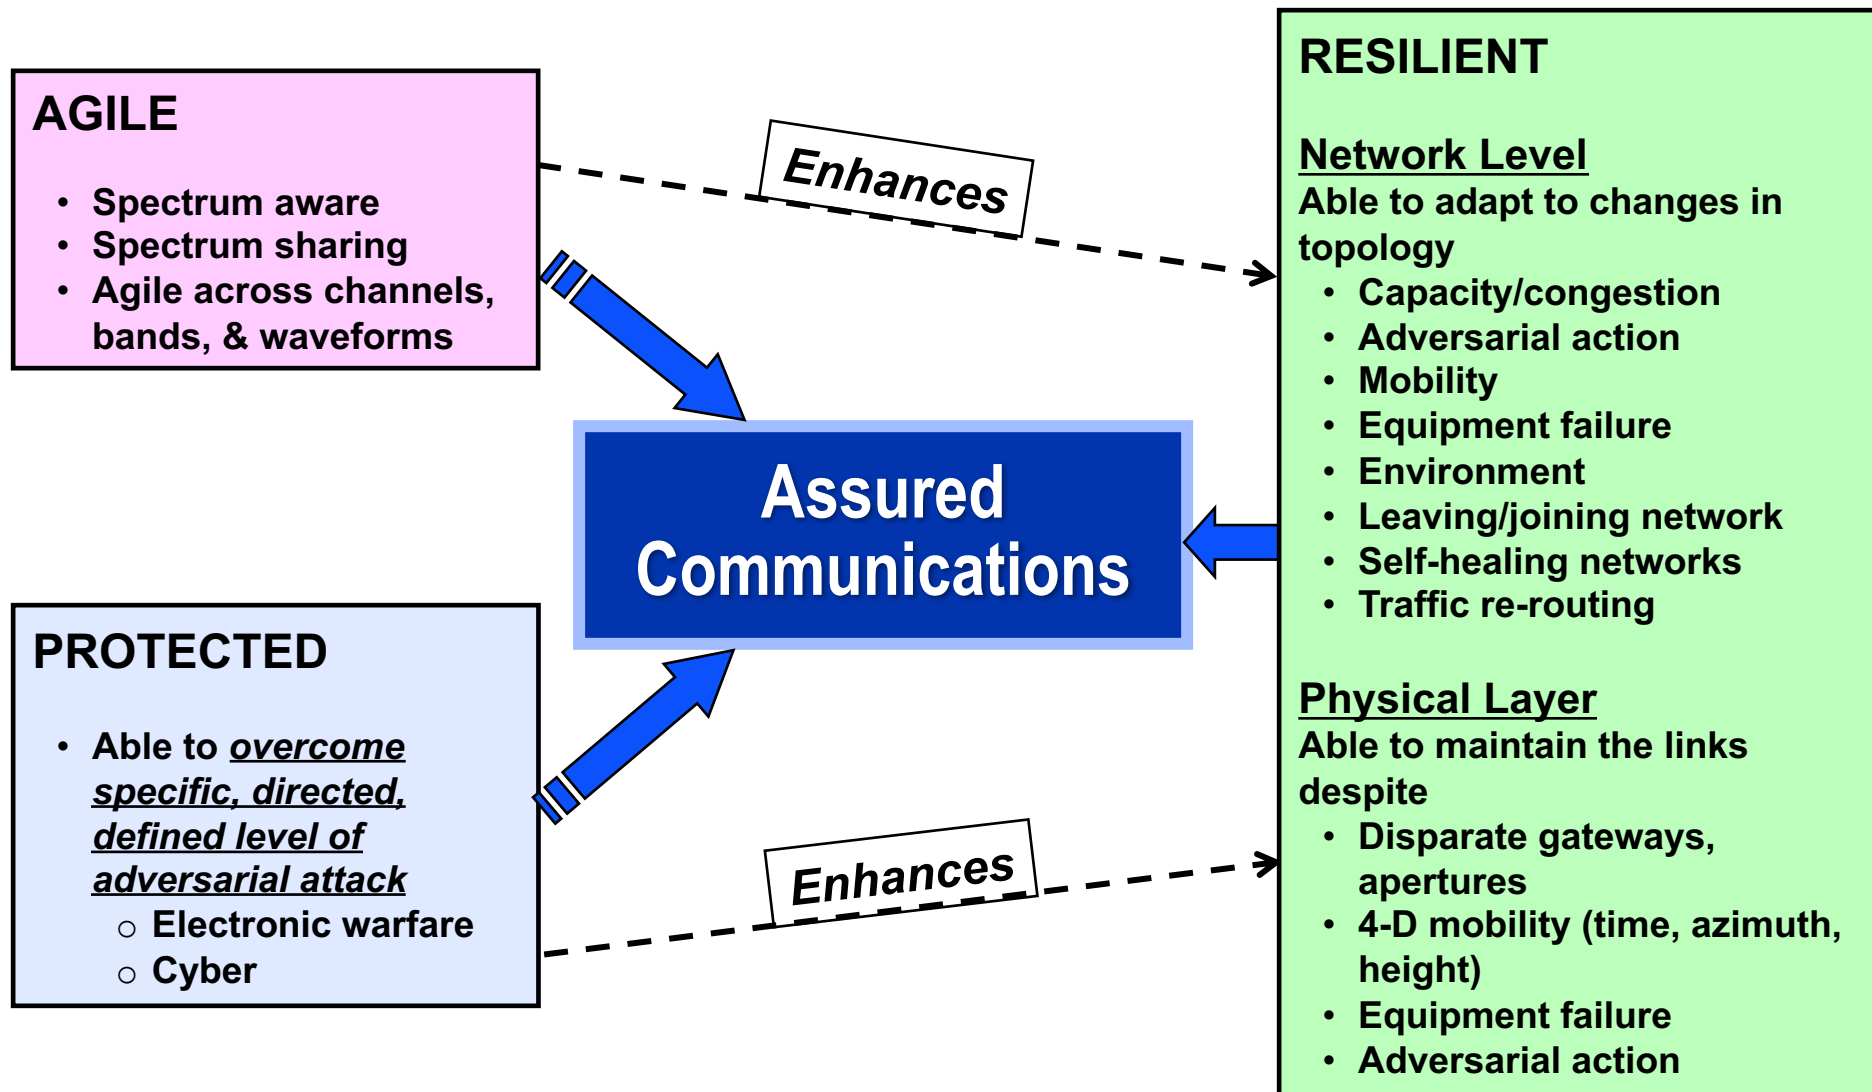 AGILE
• Spectrum aware
• Spectrum sharing
• Agile across channels,
bands, & waveforms
Enhances
Assured
Communications
PROTECTED
• Able to overcome
specific, directed,
defined level of
adversarial attack
o Electronic warfare
o Cyber
Enhances
RESILIENT
Network Level
Able to adapt to changes in
topology
• Capacity/congestion
• Adversarial action
• Mobility
• Equipment failure
• Environment
• Leaving/joining network
• Self-healing networks
• Traffic re-routing
Physical Layer
Able to maintain the links
despite
• Disparate gateways,
apertures
• 4-D mobility (time, azimuth,
height)
• Equipment failure
• Adversarial action